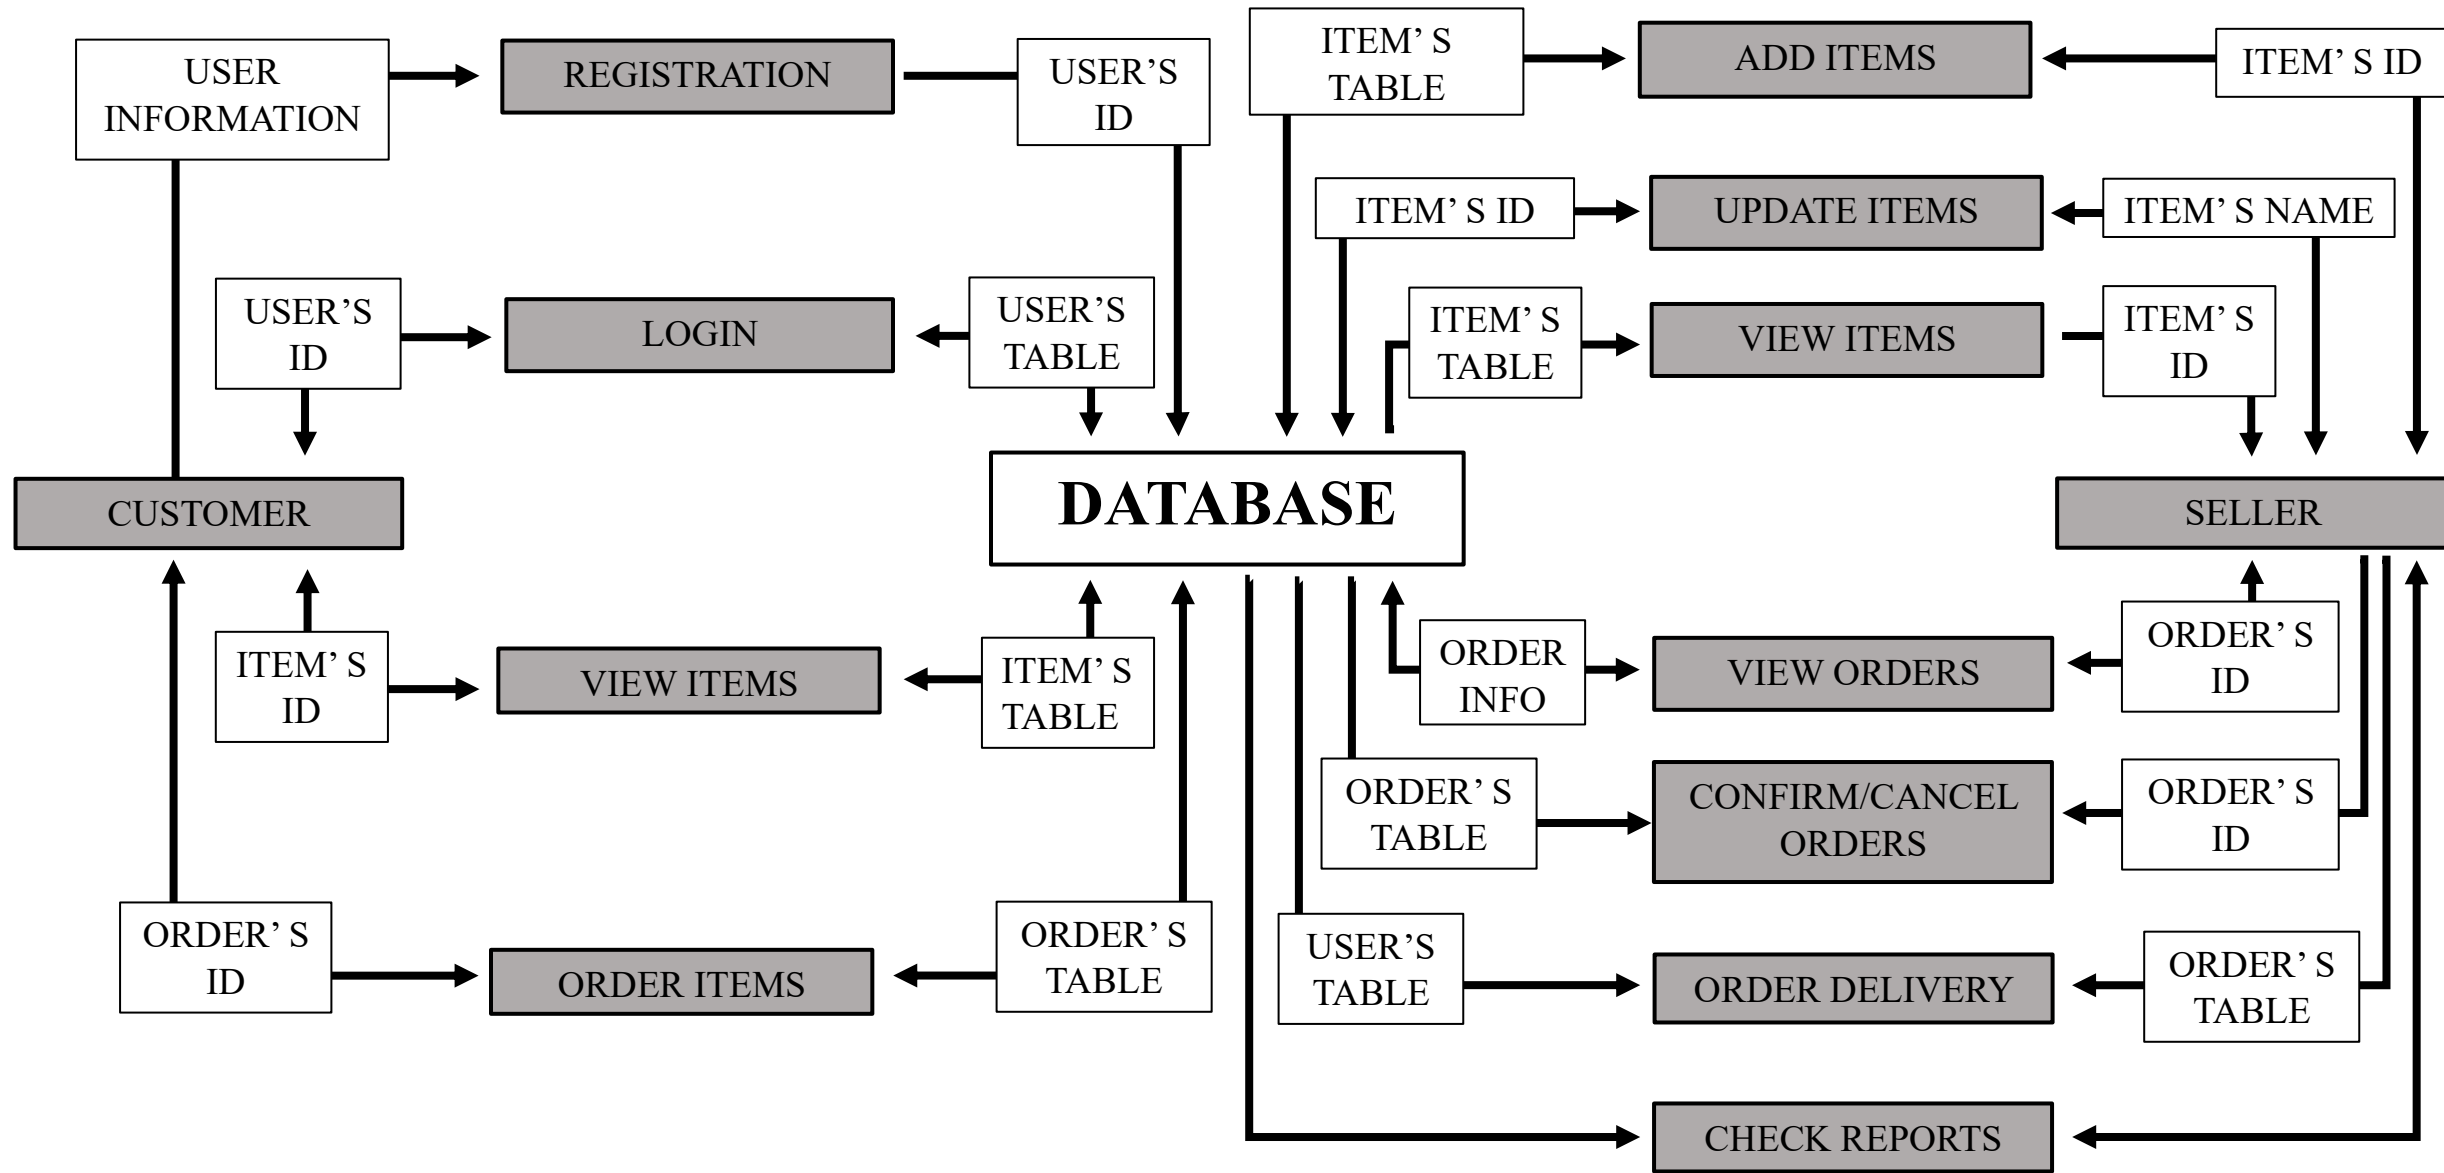 USER
INFORMATION
REGISTRATION
USER'S
ID
ITEM' S
TABLE
ADD ITEMS
ITEM' S ID
ITEM' S ID
UPDATE ITEMS
ITEM' S NAME
USER'S
ID
LOGIN
USER'S
TABLE
ITEM' S
TABLE
VIEW ITEMS
ITEM' S
ID
CUSTOMER
DATABASE
SELLER
ITEM' S
ID
VIEW ITEMS
ITEM' S
TABLE
ORDER
INFO
VIEW ORDERS
ORDER' S
ID
ORDER' S
TABLE
CONFIRM/CANCEL
ORDERS
ORDER' S
ID
ORDER' S
ID
ORDER ITEMS
ORDER' S
TABLE
USER'S
TABLE
ORDER DELIVERY
ORDER' S
TABLE
CHECK REPORTS